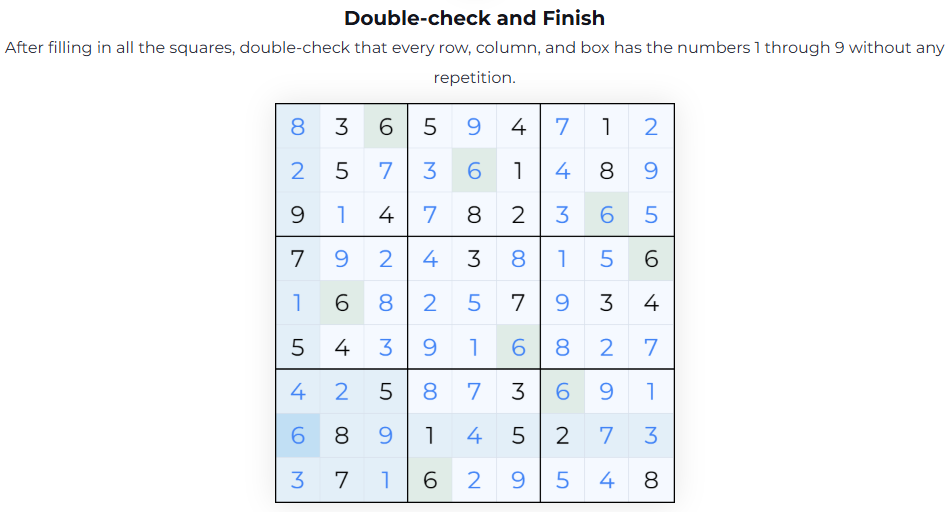 Double-check and Finish
After filling in all the squares, double-check that every row, column, and box has the numbers 1 through 9 without any
repetition.
8 3 6 5 9 4 7 1 2
2 5 7 3 6 1 4 8 9
9 1 4 7 8 2 3 6 5
7 9 2 4 3 8 1 5 6
1 6 8 2 5 7 9 3 4
5 4 3 9 1 6 8 2 7
4 2 5 8 7 3 6 9 1
6 8 9 1 4 5 2 7 3
3 7 1 6 2 9 5 4 8